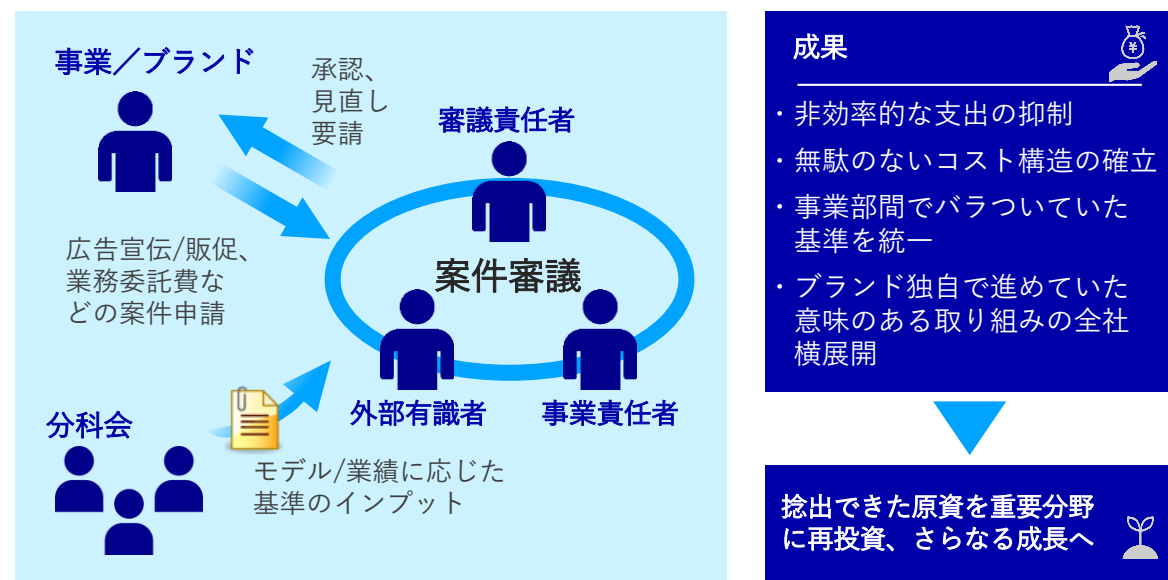 事業／ブランド
承認、
見直し
要請
審議責任者
広告宣伝/販促、
業務委託費な
どの案件申請
案件審議
外部有識者
事業責任者
分科会
モデル/業績に応じた
基準のインプット
成果
¥
・非効率的な支出の抑制
・無駄のないコスト構造の確立
・事業部間でバラついていた
基準を統一
・ブランド独自で進めていた
意味のある取り組みの全社
横展開
捻出できた原資を重要分野
に再投資、さらなる成長へ